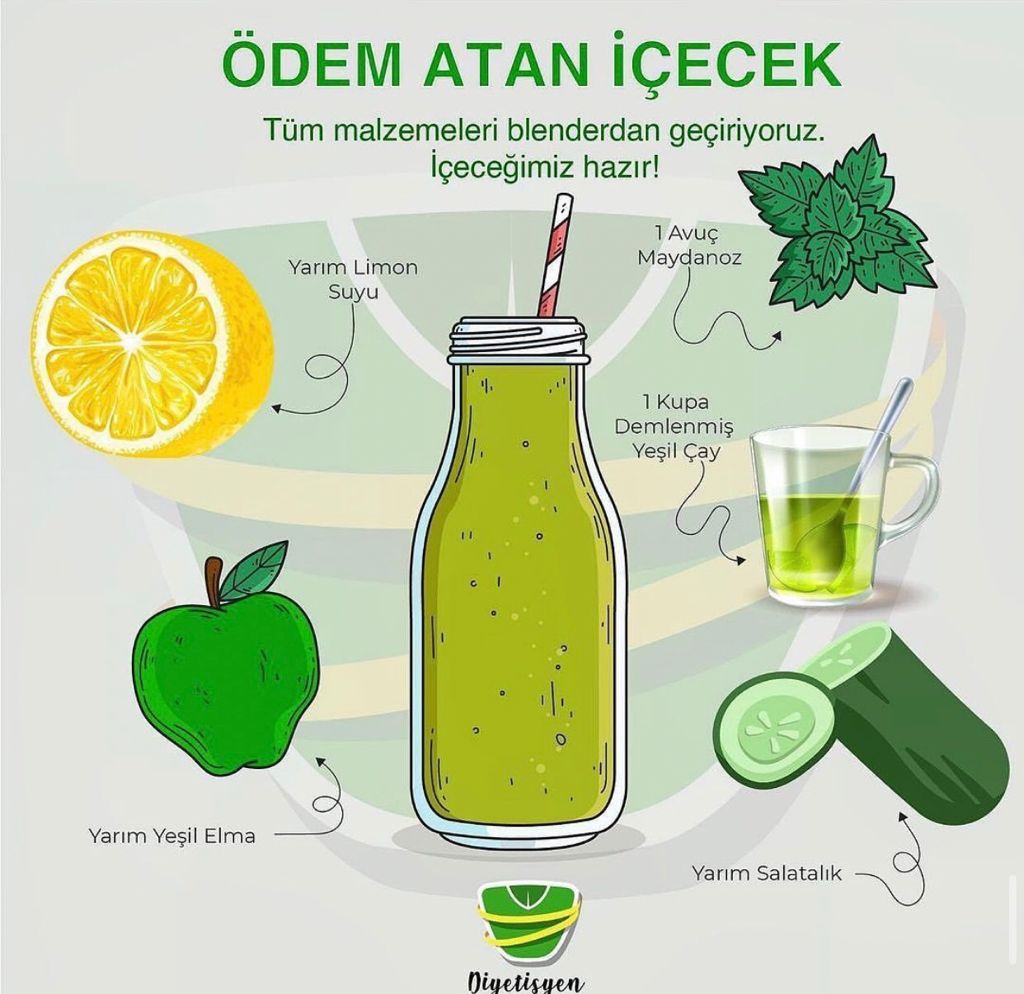 ÖDEM ATAN İÇECEK
Tüm malzemeleri blenderdan geçiriyoruz.
İçeceğimiz hazır!
Yarım Limon
Suyu
1 Avuç
Maydanoz
1 Kupa
Demlenmiş
Yeşil Çay
Yarım Yeşil Elma
Yarım Salatalık
Diyetisyen